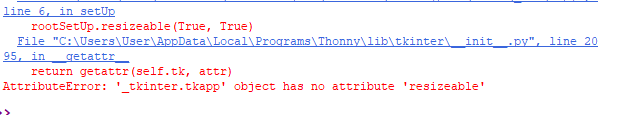 line 6, in setUp
rootSetUp.resizeable(True, True)
File "C:\Users\User\AppData\Local\Programs\Thonny\lib\tkinter\__init__.py", line 20
95, in __getattr__
return getattr(self.tk, attr)
AttributeError: '_tkinter.tkapp' object has no attribute 'resizeable'
>>